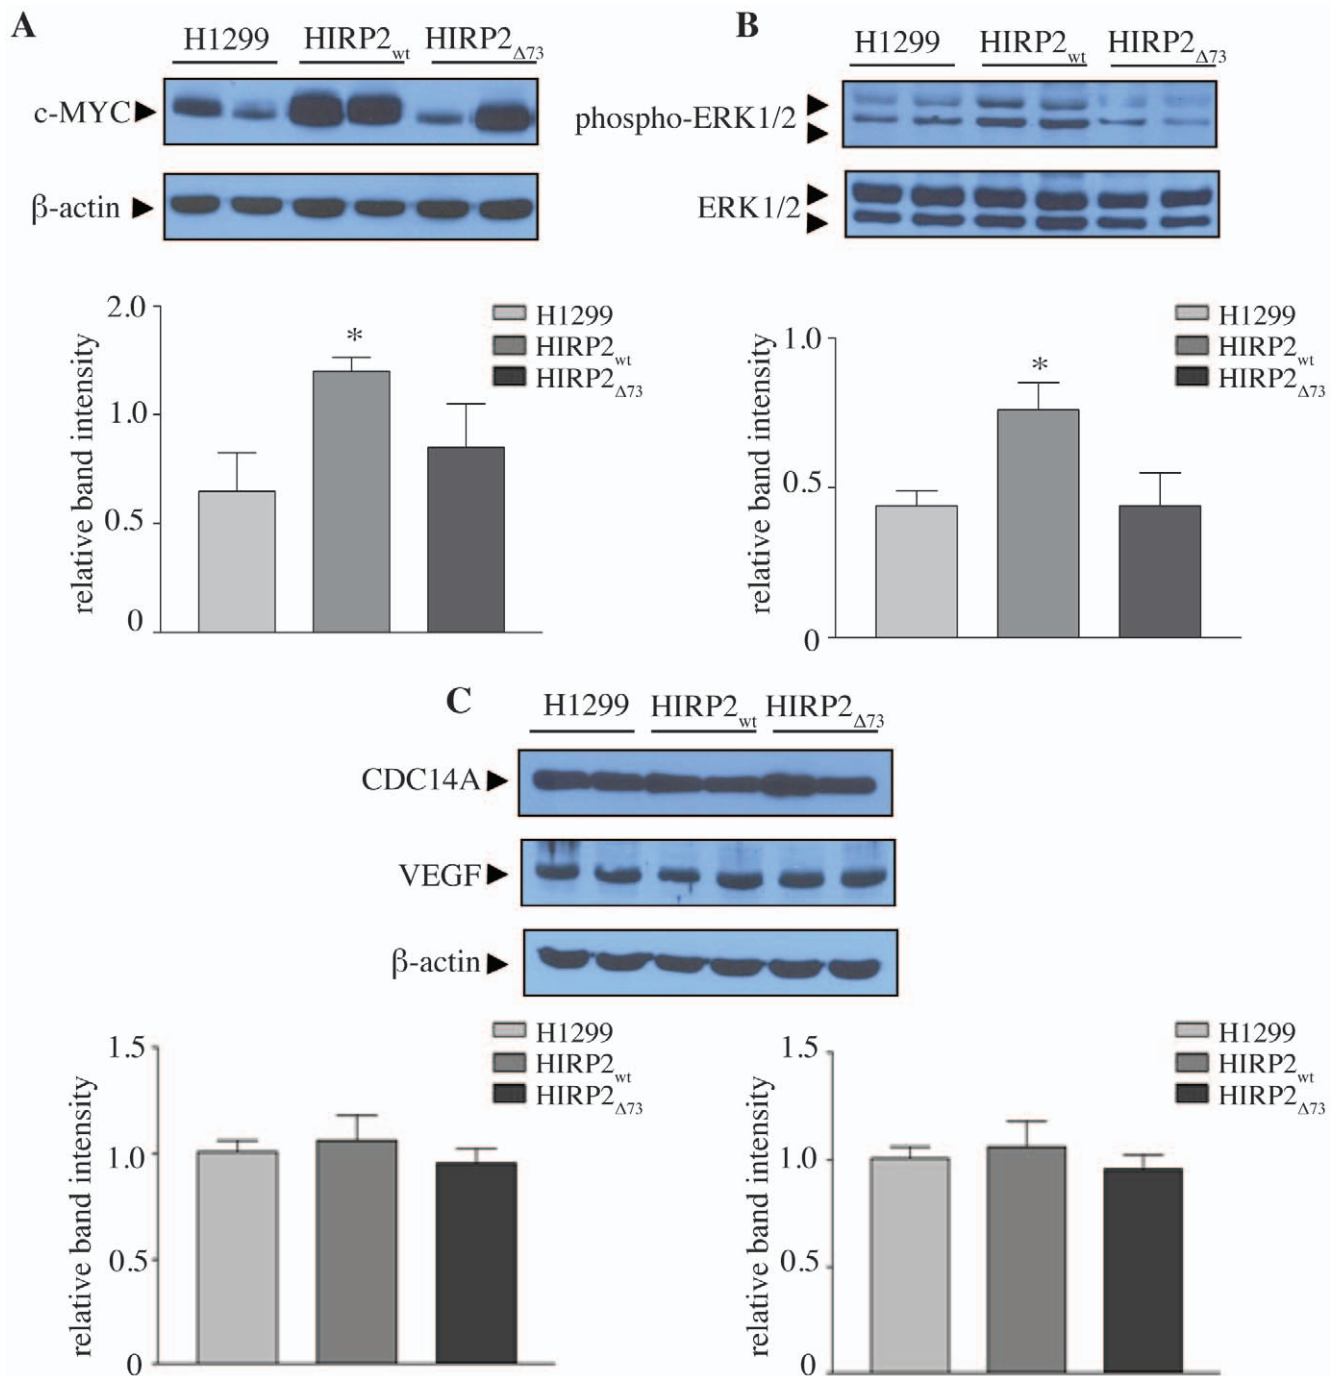 A
H1299 HIRP2wt HIRP2Δ73
c-MYC
β-actin
2.0
1.0
0.5
0
relative band intensity
*
H1299
HIRP2wt
HIRP2Δ73
B
H1299 HIRP2wt HIRP2Δ73
phospho-ERK1/2
ERK1/2
1.0
0.5
0
relative band intensity
*
H1299
HIRP2wt
HIRP2Δ73
C
H1299 HIRP2wt HIRP2Δ73
CDC14A
VEGF
β-actin
1.5
1.0
0.5
0
relative band intensity
H1299
HIRP2wt
HIRP2Δ73
1.5
1.0
0.5
0
relative band intensity
H1299
HIRP2wt
HIRP2Δ73